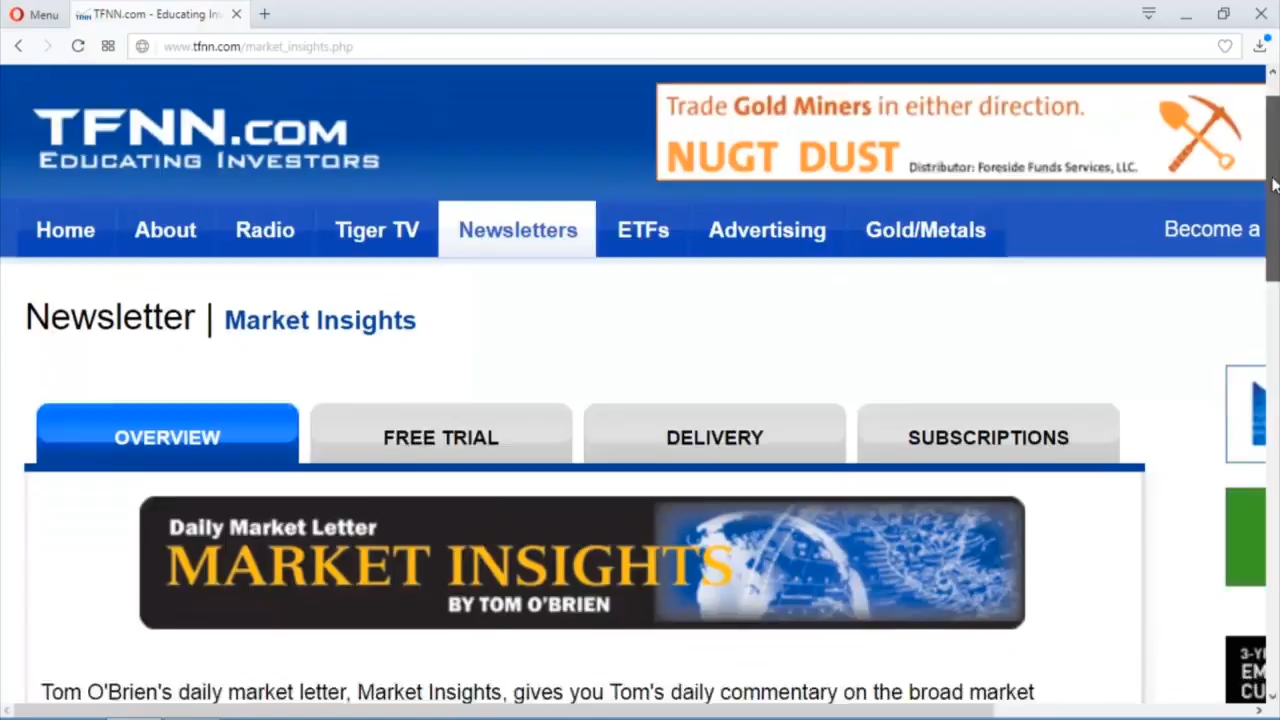 Menu
TFNN.com - Educating In
www.tfnn.com/market_insights.php
TFNN.COM
EDUCATING INVESTORS
Trade Gold Miners in either direction.
NUGT DUST Distributor: Foreside Funds Services, LLC.
Home About Radio Tiger TV Newsletters ETFs Advertising Gold/Metals Become a
Newsletter | Market Insights
OVERVIEW FREE TRIAL DELIVERY SUBSCRIPTIONS
Daily Market Letter
MARKET INSIGHTS
BY TOM O'BRIEN
Tom O'Brien's daily market letter, Market Insights, gives you Tom's daily commentary on the broad market
3-Y
EM
CU